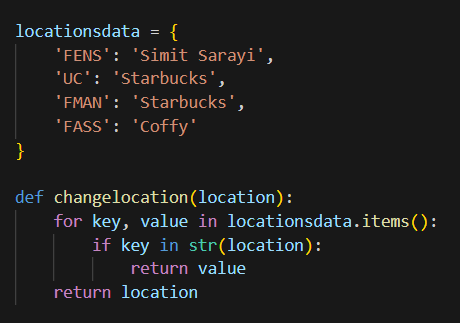 locationsdata = {
    'FENS': 'Simit Sarayi',
    'UC': 'Starbucks',
    'FMAN': 'Starbucks',
    'FASS': 'Coffy'
}
def changelocation(location):
    for key, value in locationsdata.items():
        if key in str(location):
            return value
    return location